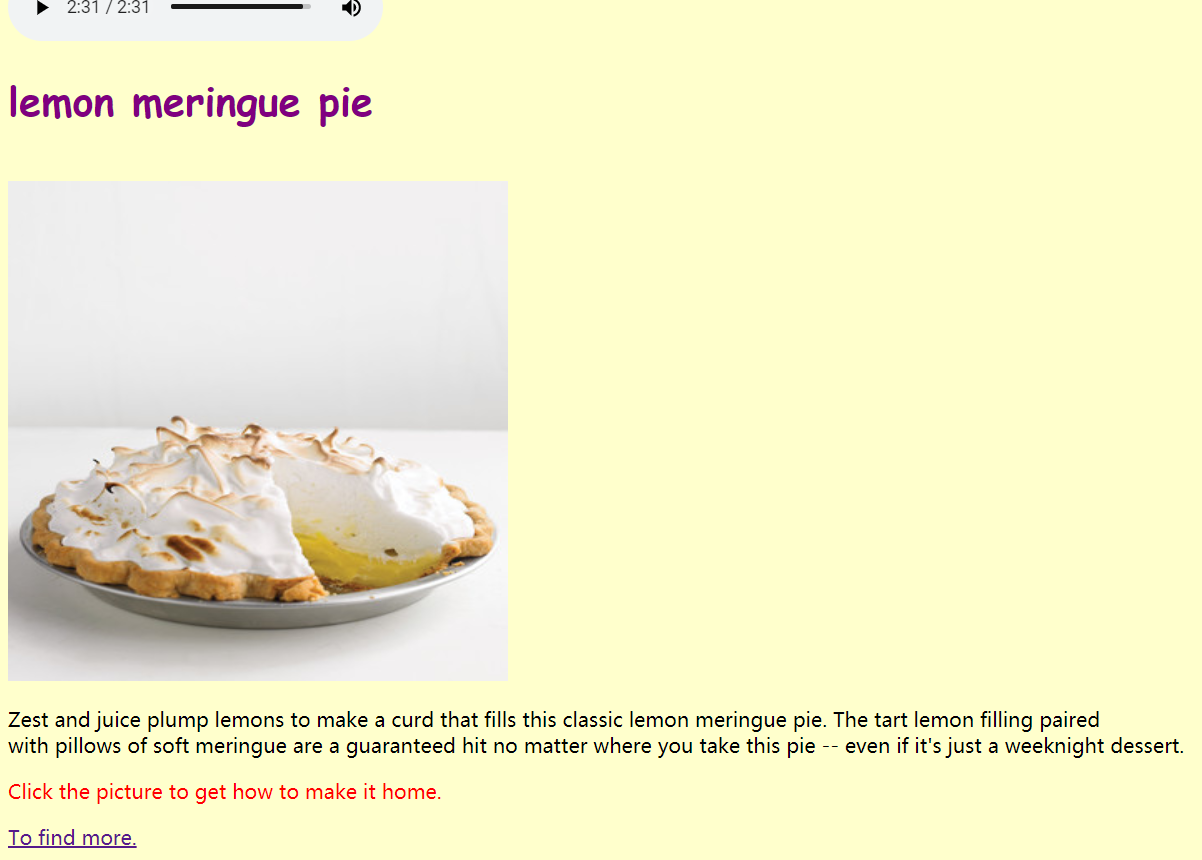 2:31 / 2:31
lemon meringue pie
Zest and juice plump lemons to make a curd that fills this classic lemon meringue pie. The tart lemon filling paired
with pillows of soft meringue are a guaranteed hit no matter where you take this pie -- even if it's just a weeknight dessert.
Click the picture to get how to make it home.
To find more.